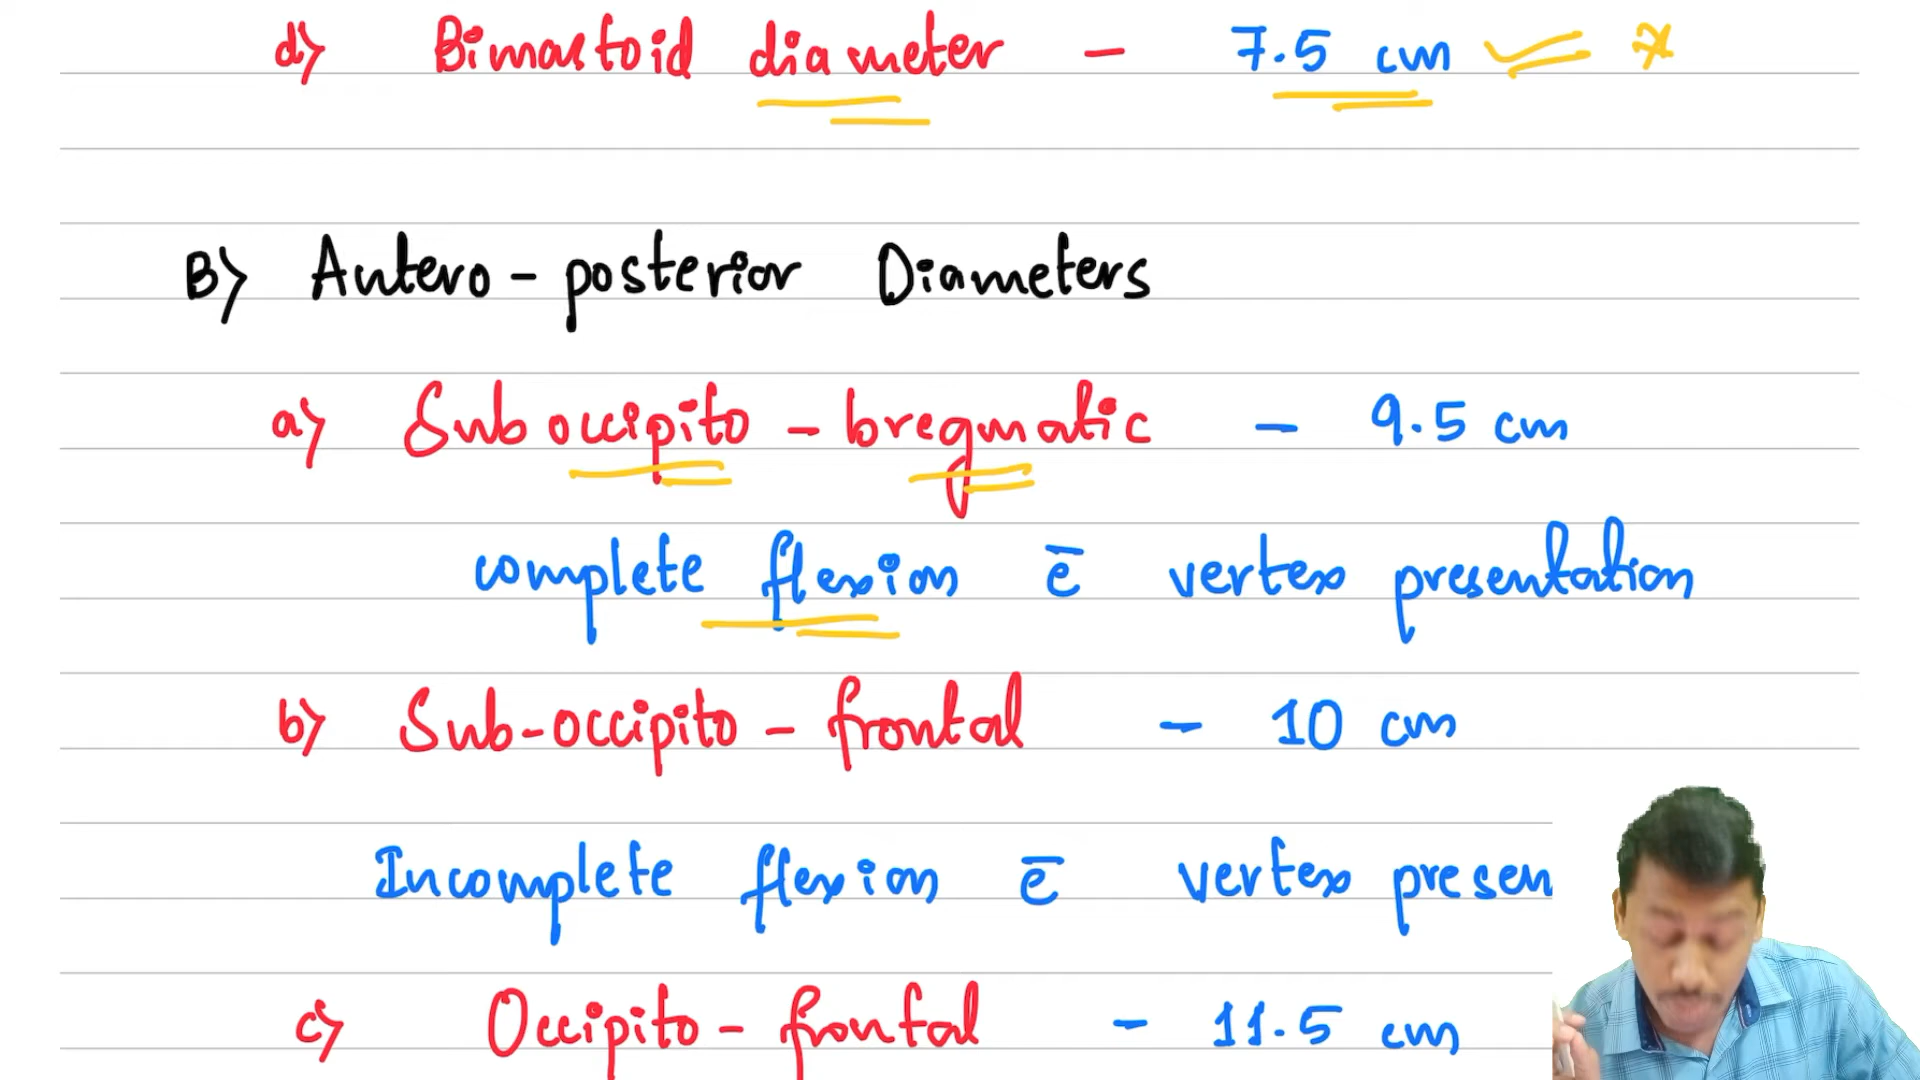 d) Bimastoid diameter - 7.5 cm
B) Antero - posterior Diameters
a) Sub occipito - bregmatic - 9.5 cm
complete flexion c̄ vertex presentation
b) Sub-occipito - frontal - 10 cm
Incomplete flexion c̄ vertex presen
c) Occipito - frontal - 11.5 cm